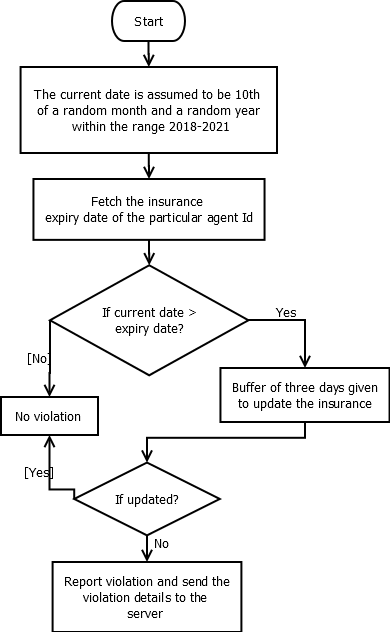 Start
The current date is assumed to be 10th
of a random month and a random year
within the range 2018-2021
Fetch the insurance
expiry date of the particular agent Id
If current date >
expiry date?
Yes
[No]
Buffer of three days given
to update the insurance
No violation
[Yes]
If updated?
No
Report violation and send the
violation details to the
server